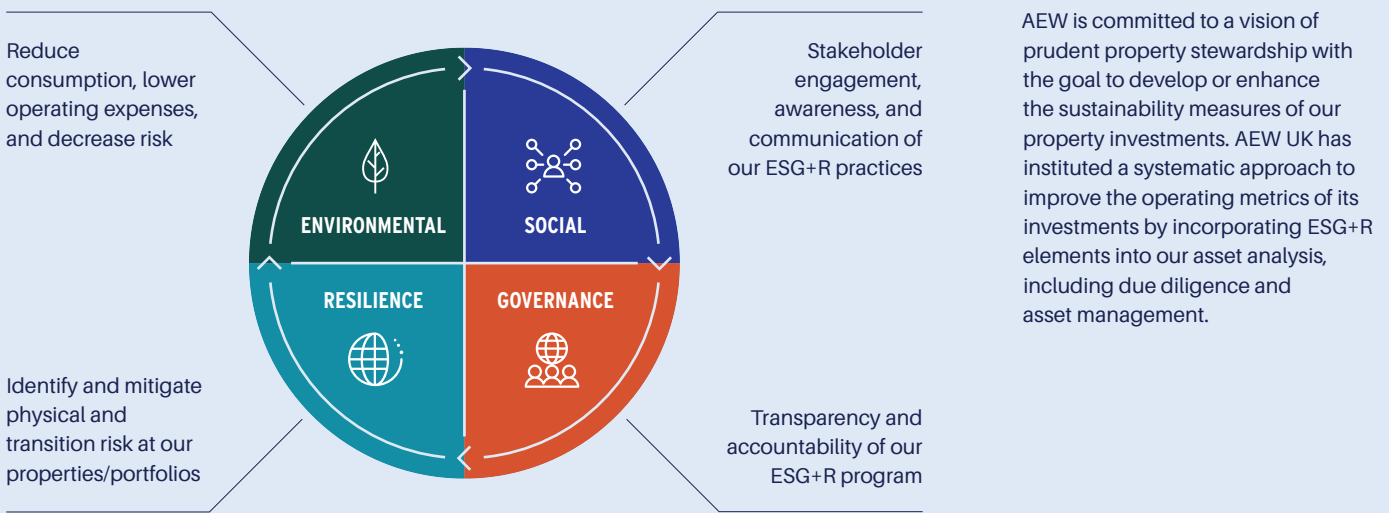 Reduce
consumption, lower
operating expenses,
and decrease risk
Stakeholder
engagement,
awareness, and
communication of
our ESG+R practices
ENVIRONMENTAL
SOCIAL
RESILIENCE
GOVERNANCE
Identify and mitigate
physical and
transition risk at our
properties/portfolios
Transparency and
accountability of our
ESG+R program
AEW is committed to a vision of
prudent property stewardship with
the goal to develop or enhance
the sustainability measures of our
property investments. AEW UK has
instituted a systematic approach to
improve the operating metrics of its
investments by incorporating ESG+R
elements into our asset analysis,
including due diligence and
asset management.